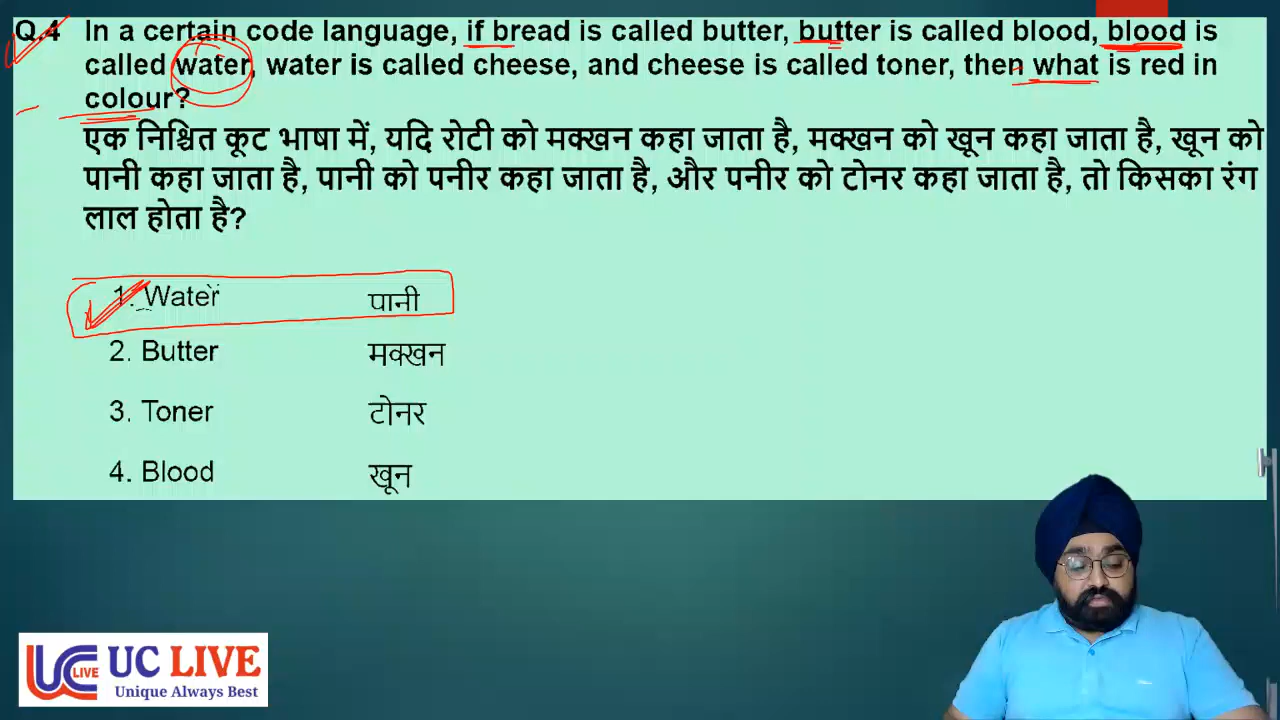 Q.4 In a certain code language, if bread is called butter, butter is called blood, blood is
called water, water is called cheese, and cheese is called toner, then what is red in
colour?
एक निश्चित कूट भाषा में, यदि रोटी को मक्खन कहा जाता है, मक्खन को खून कहा जाता है, खून को
पानी कहा जाता है, पानी को पनीर कहा जाता है, और पनीर को टोनर कहा जाता है, तो किसका रंग
लाल होता है?
1. Water पानी
2. Butter मक्खन
3. Toner टोनर
4. Blood खून
LIVE UC LIVE
Unique Always Best